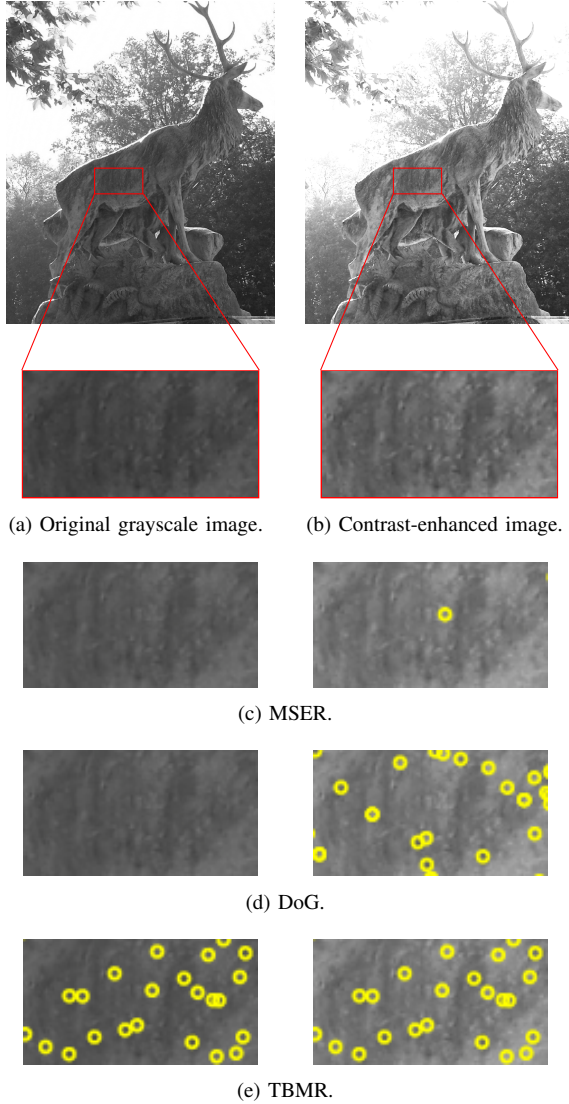 (a) Original grayscale image.
(b) Contrast-enhanced image.
(c) MSER.
(d) DoG.
(e) TBMR.